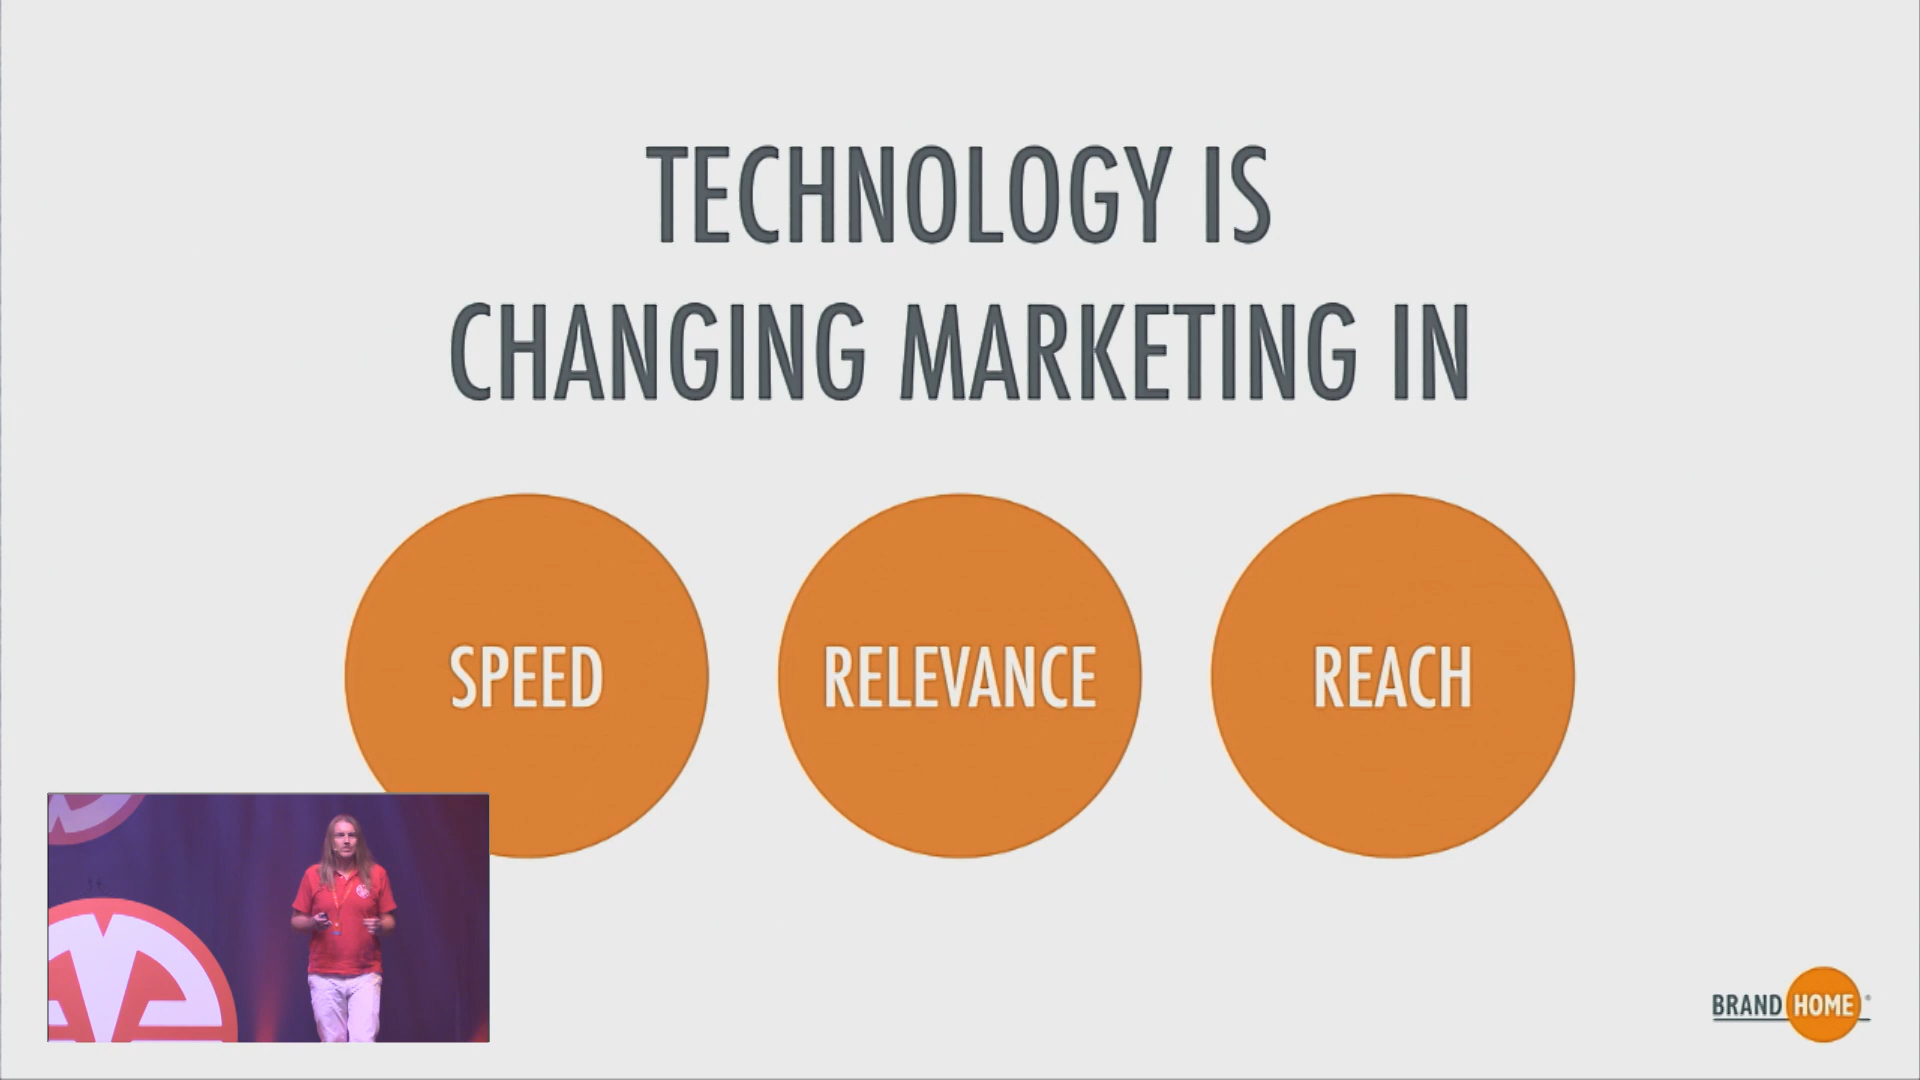 TECHNOLOGY IS
CHANGING MARKETING IN
SPEED
RELEVANCE
REACH
BRAND HOME®